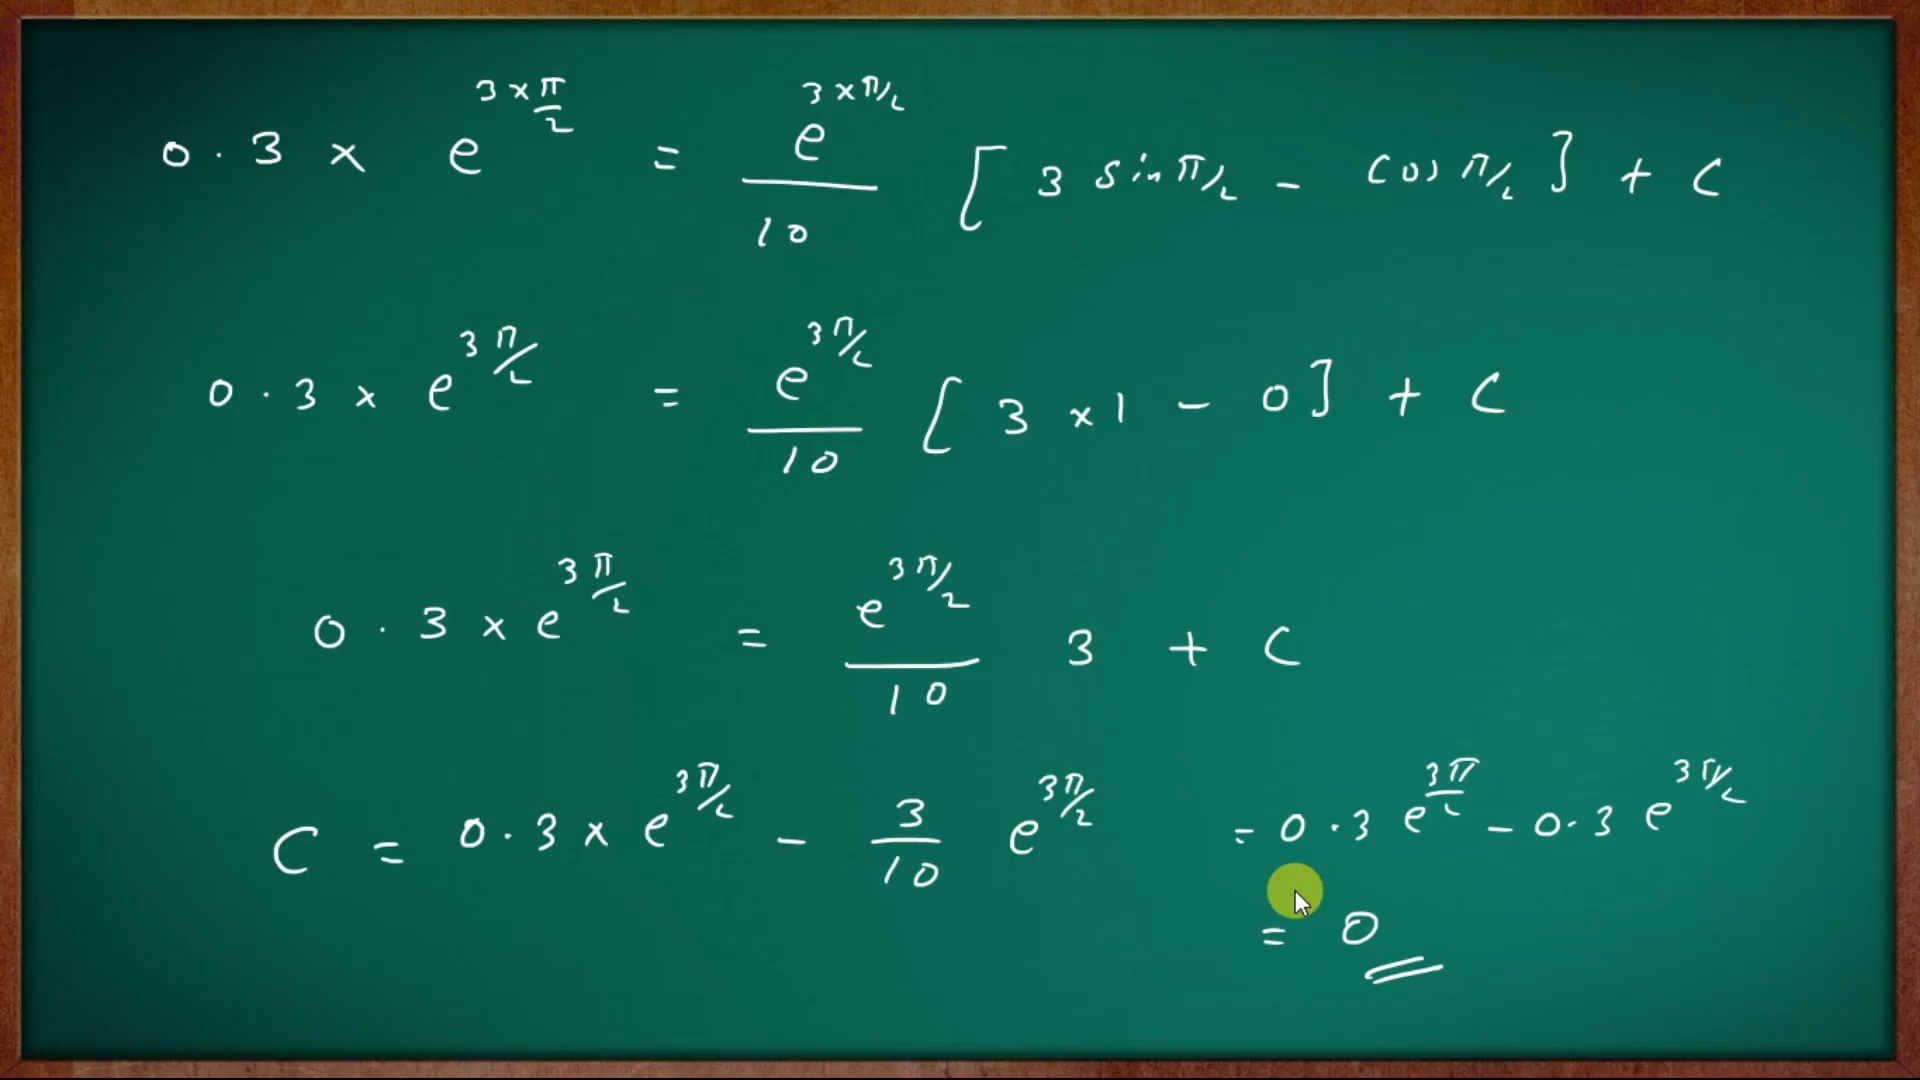 0.3 × e^{3×π/2} = e^{3×π/2}/10 [3 sin π/2 - cos π/2] + C
0.3 × e^{3π/2} = e^{3π/2}/10 [3 × 1 - 0] + C
0.3 × e^{3π/2} = e^{3π/2}/10 3 + C
C = 0.3 × e^{3π/2} - 3/10 e^{3π/2} = 0.3 e^{3π/2} - 0.3 e^{3π/2}
= 0